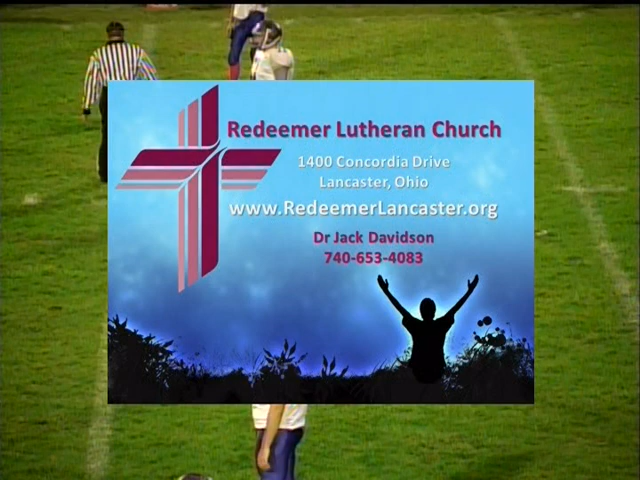 Redeemer Lutheran Church
1400 Concordia Drive
Lancaster, Ohio
www.RedeemerLancaster.org
Dr Jack Davidson
740-653-4083